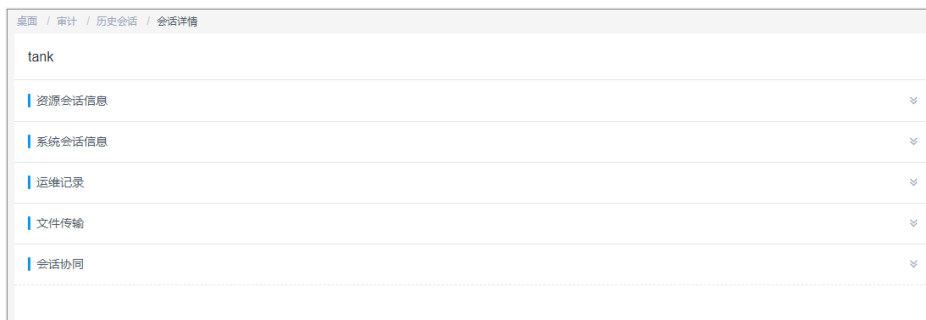 桌面 / 审计 / 历史会话 / 会话详情
tank
资源会话信息
系统会话信息
运维记录
文件传输
会话协同